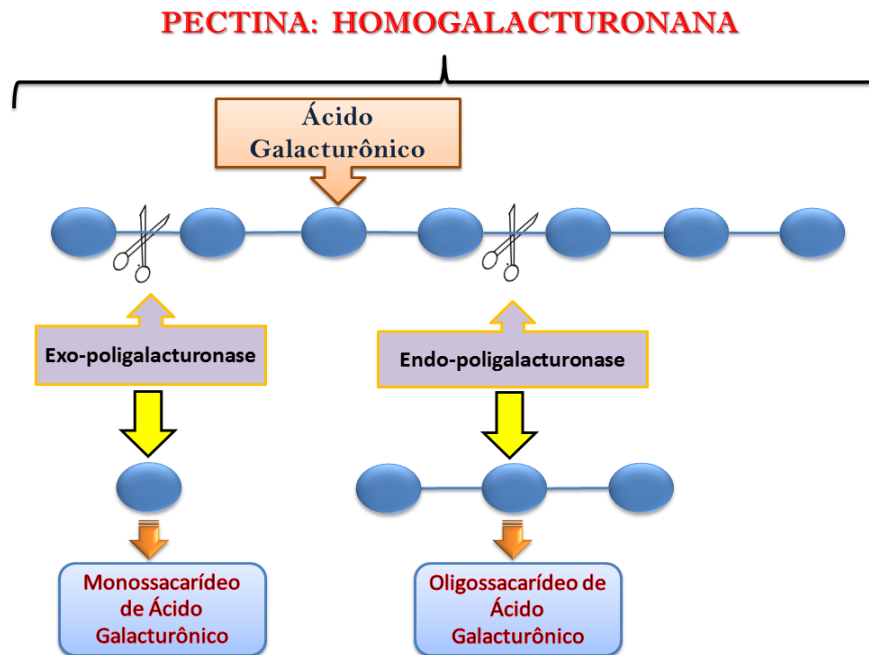 PECTINA: HOMOGALACTURONANA
Ácido
Galacturônico
Exo-poligalacturonase
Endo-poligalacturonase
Monossacarídeo
de Ácido
Galacturônico
Oligossacarídeo de
Ácido
Galacturônico